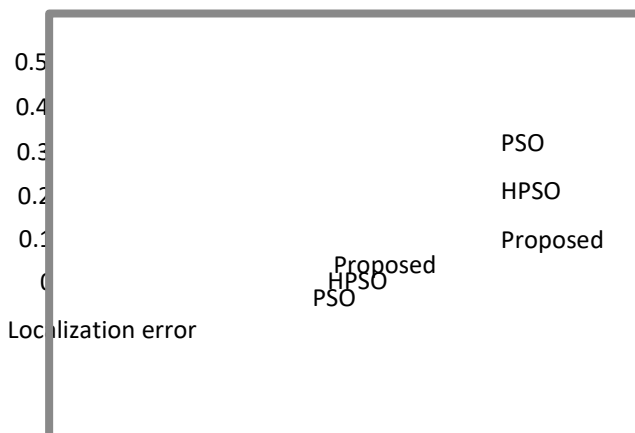 0.5
0.4
0.3
PSO
0.2
HPSO
0.1
Proposed
Proposed
0
HPSO
PSO
Localization error